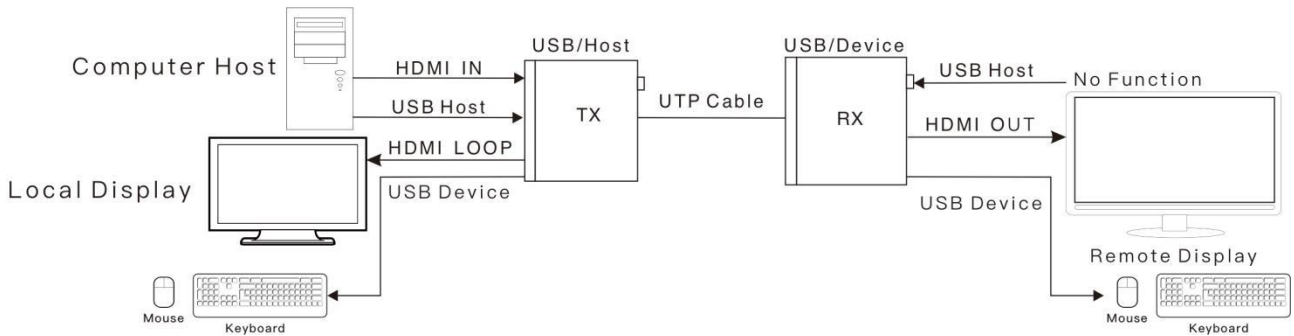 USB/Host
USB/Device
Computer Host
HDMI IN
USB Host
No Function
USB Host
TX
UTP Cable
RX
HDMI OUT
HDMI LOOP
Local Display
USB Device
USB Device
Remote Display
Mouse
Keyboard
Mouse
Keyboard